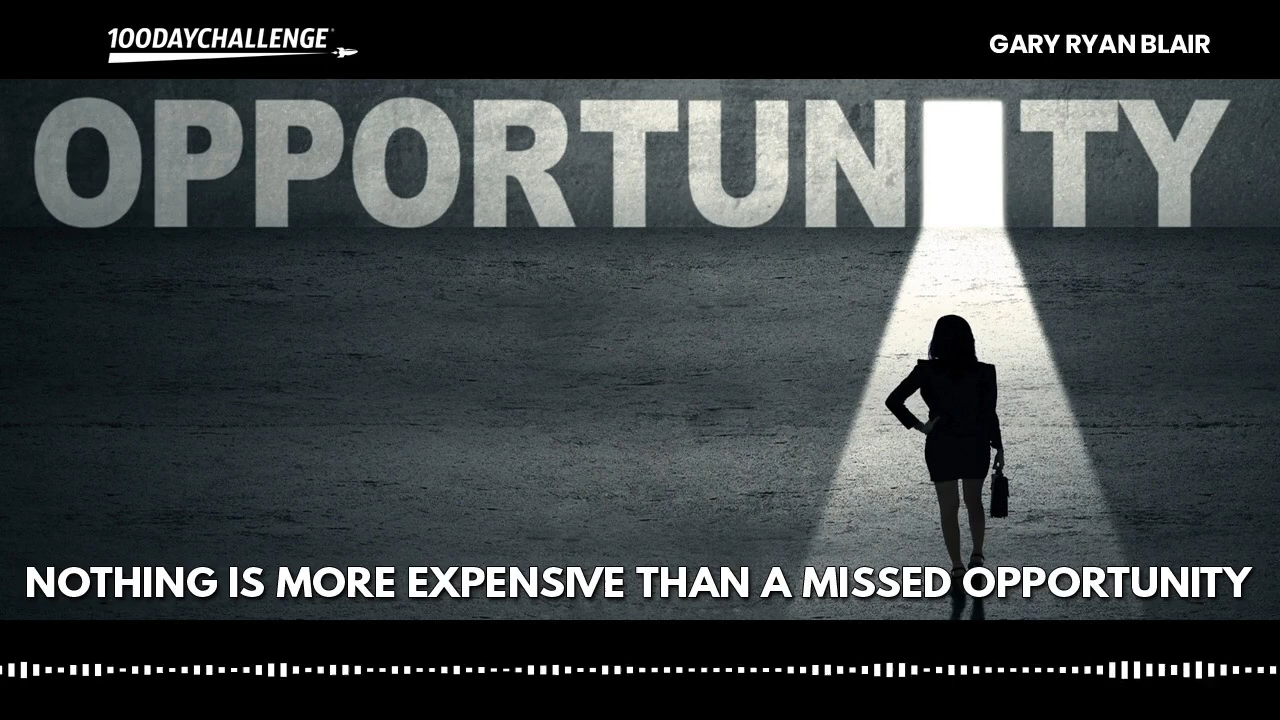 100DAYCHALLENGE®
GARY RYAN BLAIR
OPPORTUNITY
NOTHING IS MORE EXPENSIVE THAN A MISSED OPPORTUNITY